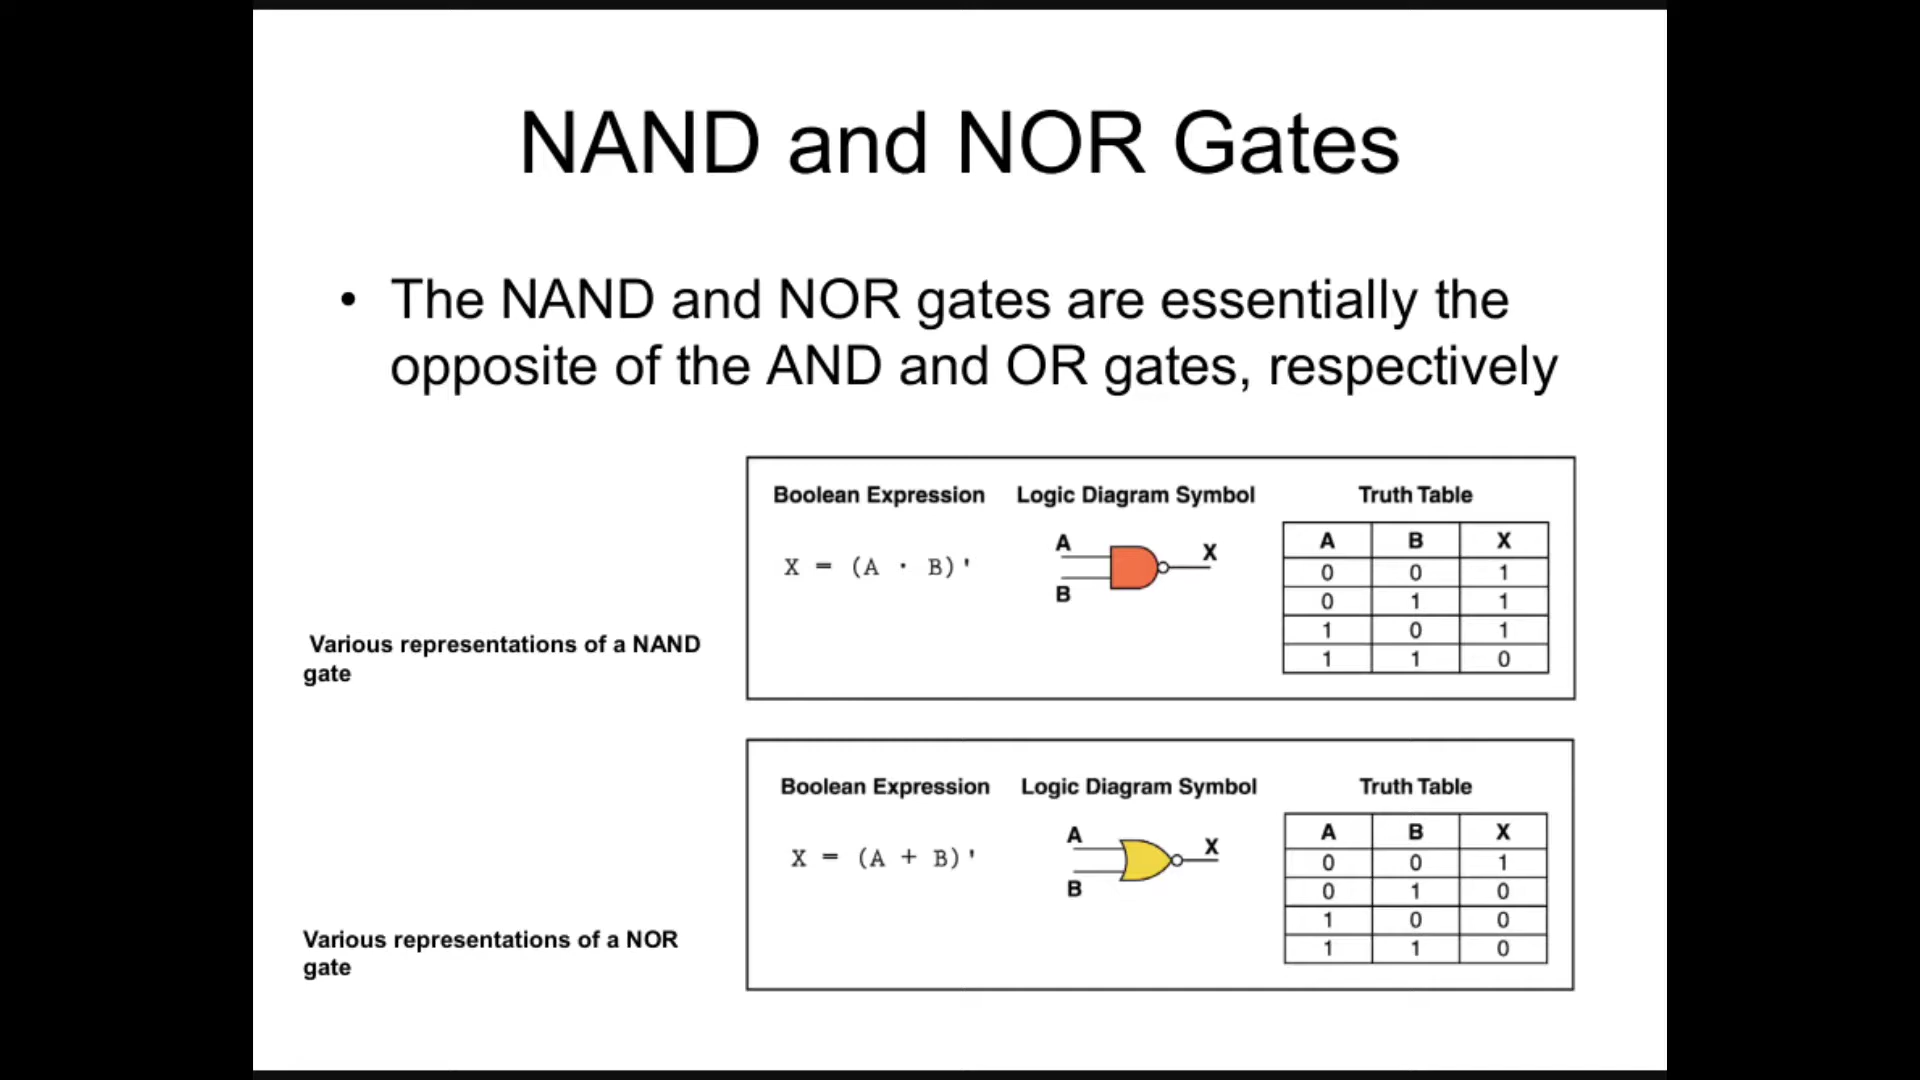 NAND and NOR Gates
• The NAND and NOR gates are essentially the
opposite of the AND and OR gates, respectively
Various representations of a NAND
gate
Boolean Expression Logic Diagram Symbol Truth Table
X = (A · B)'
A
B
X
A B X
0 0 1
0 1 1
1 0 1
1 1 0
Various representations of a NOR
gate
Boolean Expression Logic Diagram Symbol Truth Table
X = (A + B)'
A
B
X
A B X
0 0 1
0 1 0
1 0 0
1 1 0